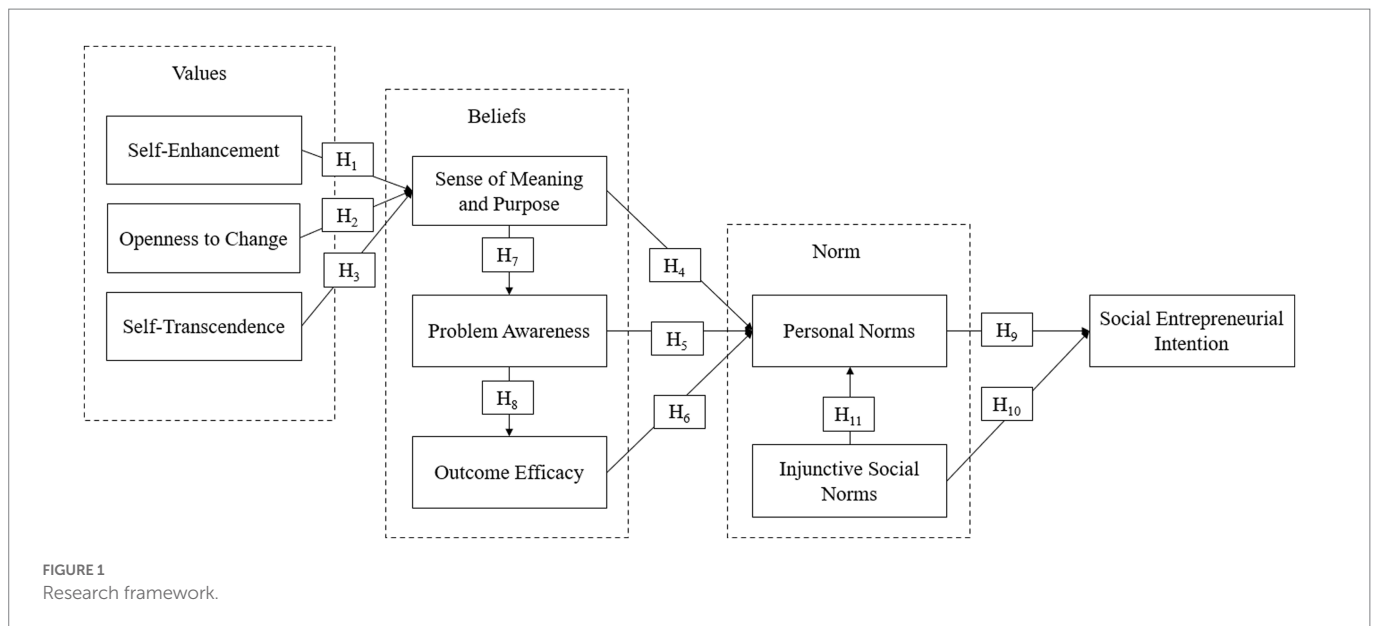 Values
Self-Enhancement
Openness to Change
Self-Transcendence
H₁
H₂
H₃
Beliefs
Sense of Meaning
and Purpose
H₇
Problem Awareness
H₈
Outcome Efficacy
H₄
H₅
H₆
Norm
Personal Norms
H₁₁
Injunctive Social
Norms
H₉
H₁₀
Social Entrepreneurial
Intention
FIGURE 1
Research framework.